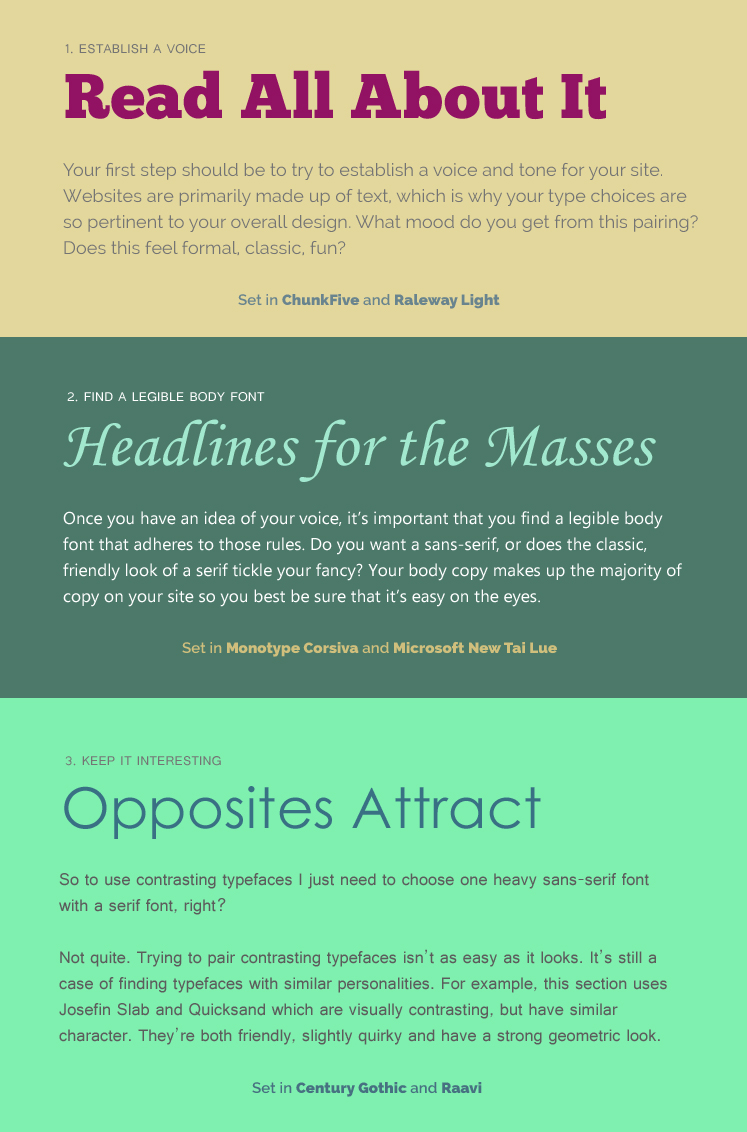 1. ESTABLISH A VOICE
Read All About It
Your first step should be to try to establish a voice and tone for your site.
Websites are primarily made up of text, which is why your type choices are
so pertinent to your overall design. What mood do you get from this pairing?
Does this feel formal, classic, fun?
Set in ChunkFive and Raleway Light
2. FIND A LEGIBLE BODY FONT
Headlines for the Masses
Once you have an idea of your voice, it’s important that you find a legible body
font that adheres to those rules. Do you want a sans-serif, or does the classic,
friendly look of a serif tickle your fancy? Your body copy makes up the majority of
copy on your site so you best be sure that it’s easy on the eyes.
Set in Monotype Corsiva and Microsoft New Tai Lue
3. KEEP IT INTERESTING
Opposites Attract
So to use contrasting typefaces I just need to choose one heavy sans-serif font
with a serif font, right?
Not quite. Trying to pair contrasting typefaces isn’t as easy as it looks. It’s still a
case of finding typefaces with similar personalities. For example, this section uses
Josefin Slab and Quicksand which are visually contrasting, but have similar
character. They’re both friendly, slightly quirky and have a strong geometric look.
Set in Century Gothic and Raavi